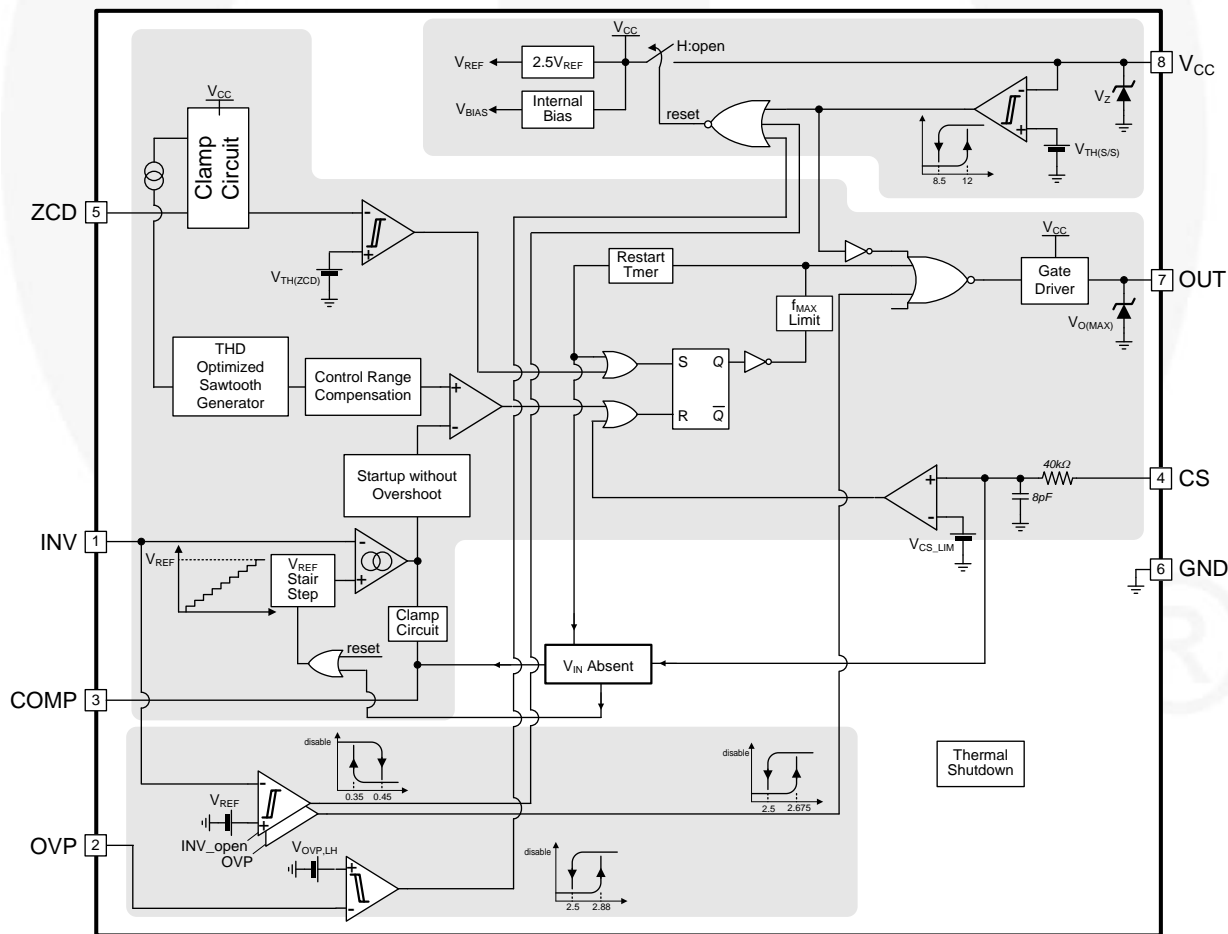 VCC
H:open
VREF
2.5VREF
8
VCC
VBIAS
Internal
Bias
reset
VZ
VTH(S/S)
8.5
12
VCC
Clamp
Circuit
ZCD
5
VTH(ZCD)
Restart
Tmer
VCC
Gate
Driver
7
OUT
VO(MAX)
fMAX
Limit
THD
Optimized
Sawtooth
Generator
Control Range
Compensation
S
Q
R
Q
Startup without
Overshoot
40kΩ
8pF
4
CS
VCS_LIM
INV
1
VREF
VREF
Stair
Step
6
GND
Clamp
Circuit
reset
VIN Absent
COMP
3
disable
0.35
0.45
disable
2.5
2.675
Thermal
Shutdown
VREF
INV_open
OVP
OVP
2
VOVP,LH
disable
2.5
2.88
R